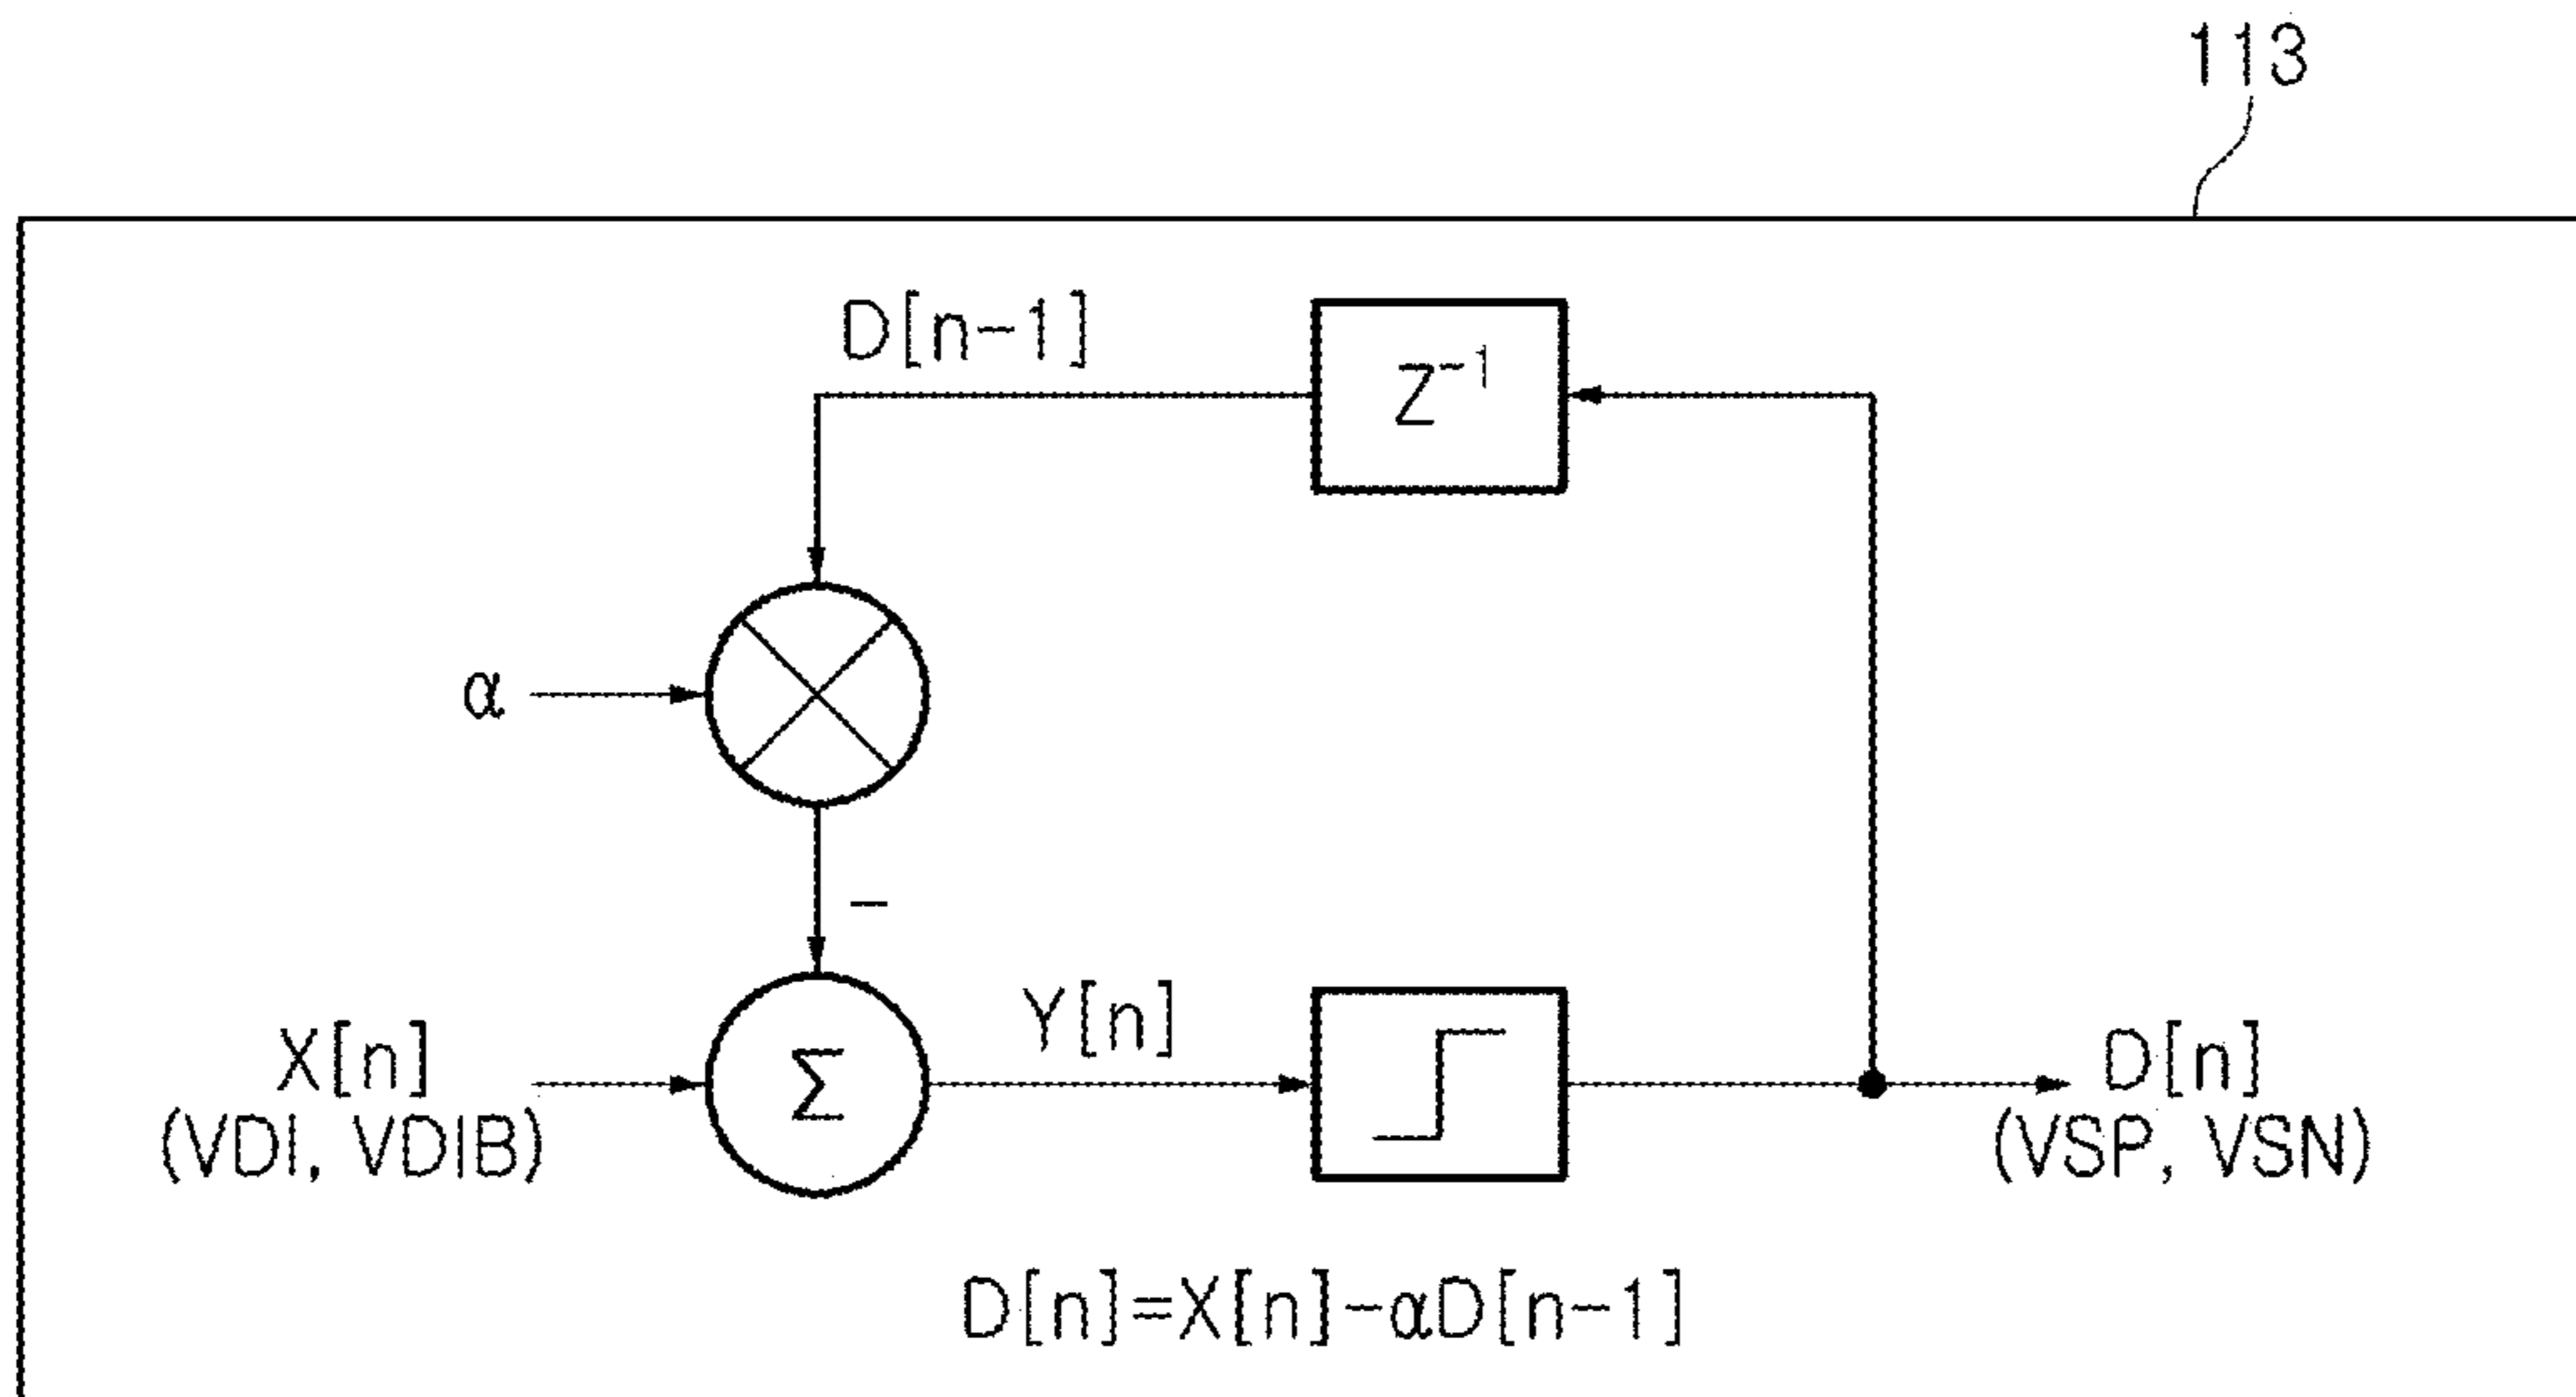 113
D[n-1]
Z⁻¹
α
−
X[n]
(VDI, VDIB)
Σ
Y[n]
D[n]
(VSP, VSN)
D[n]=X[n]-αD[n-1]